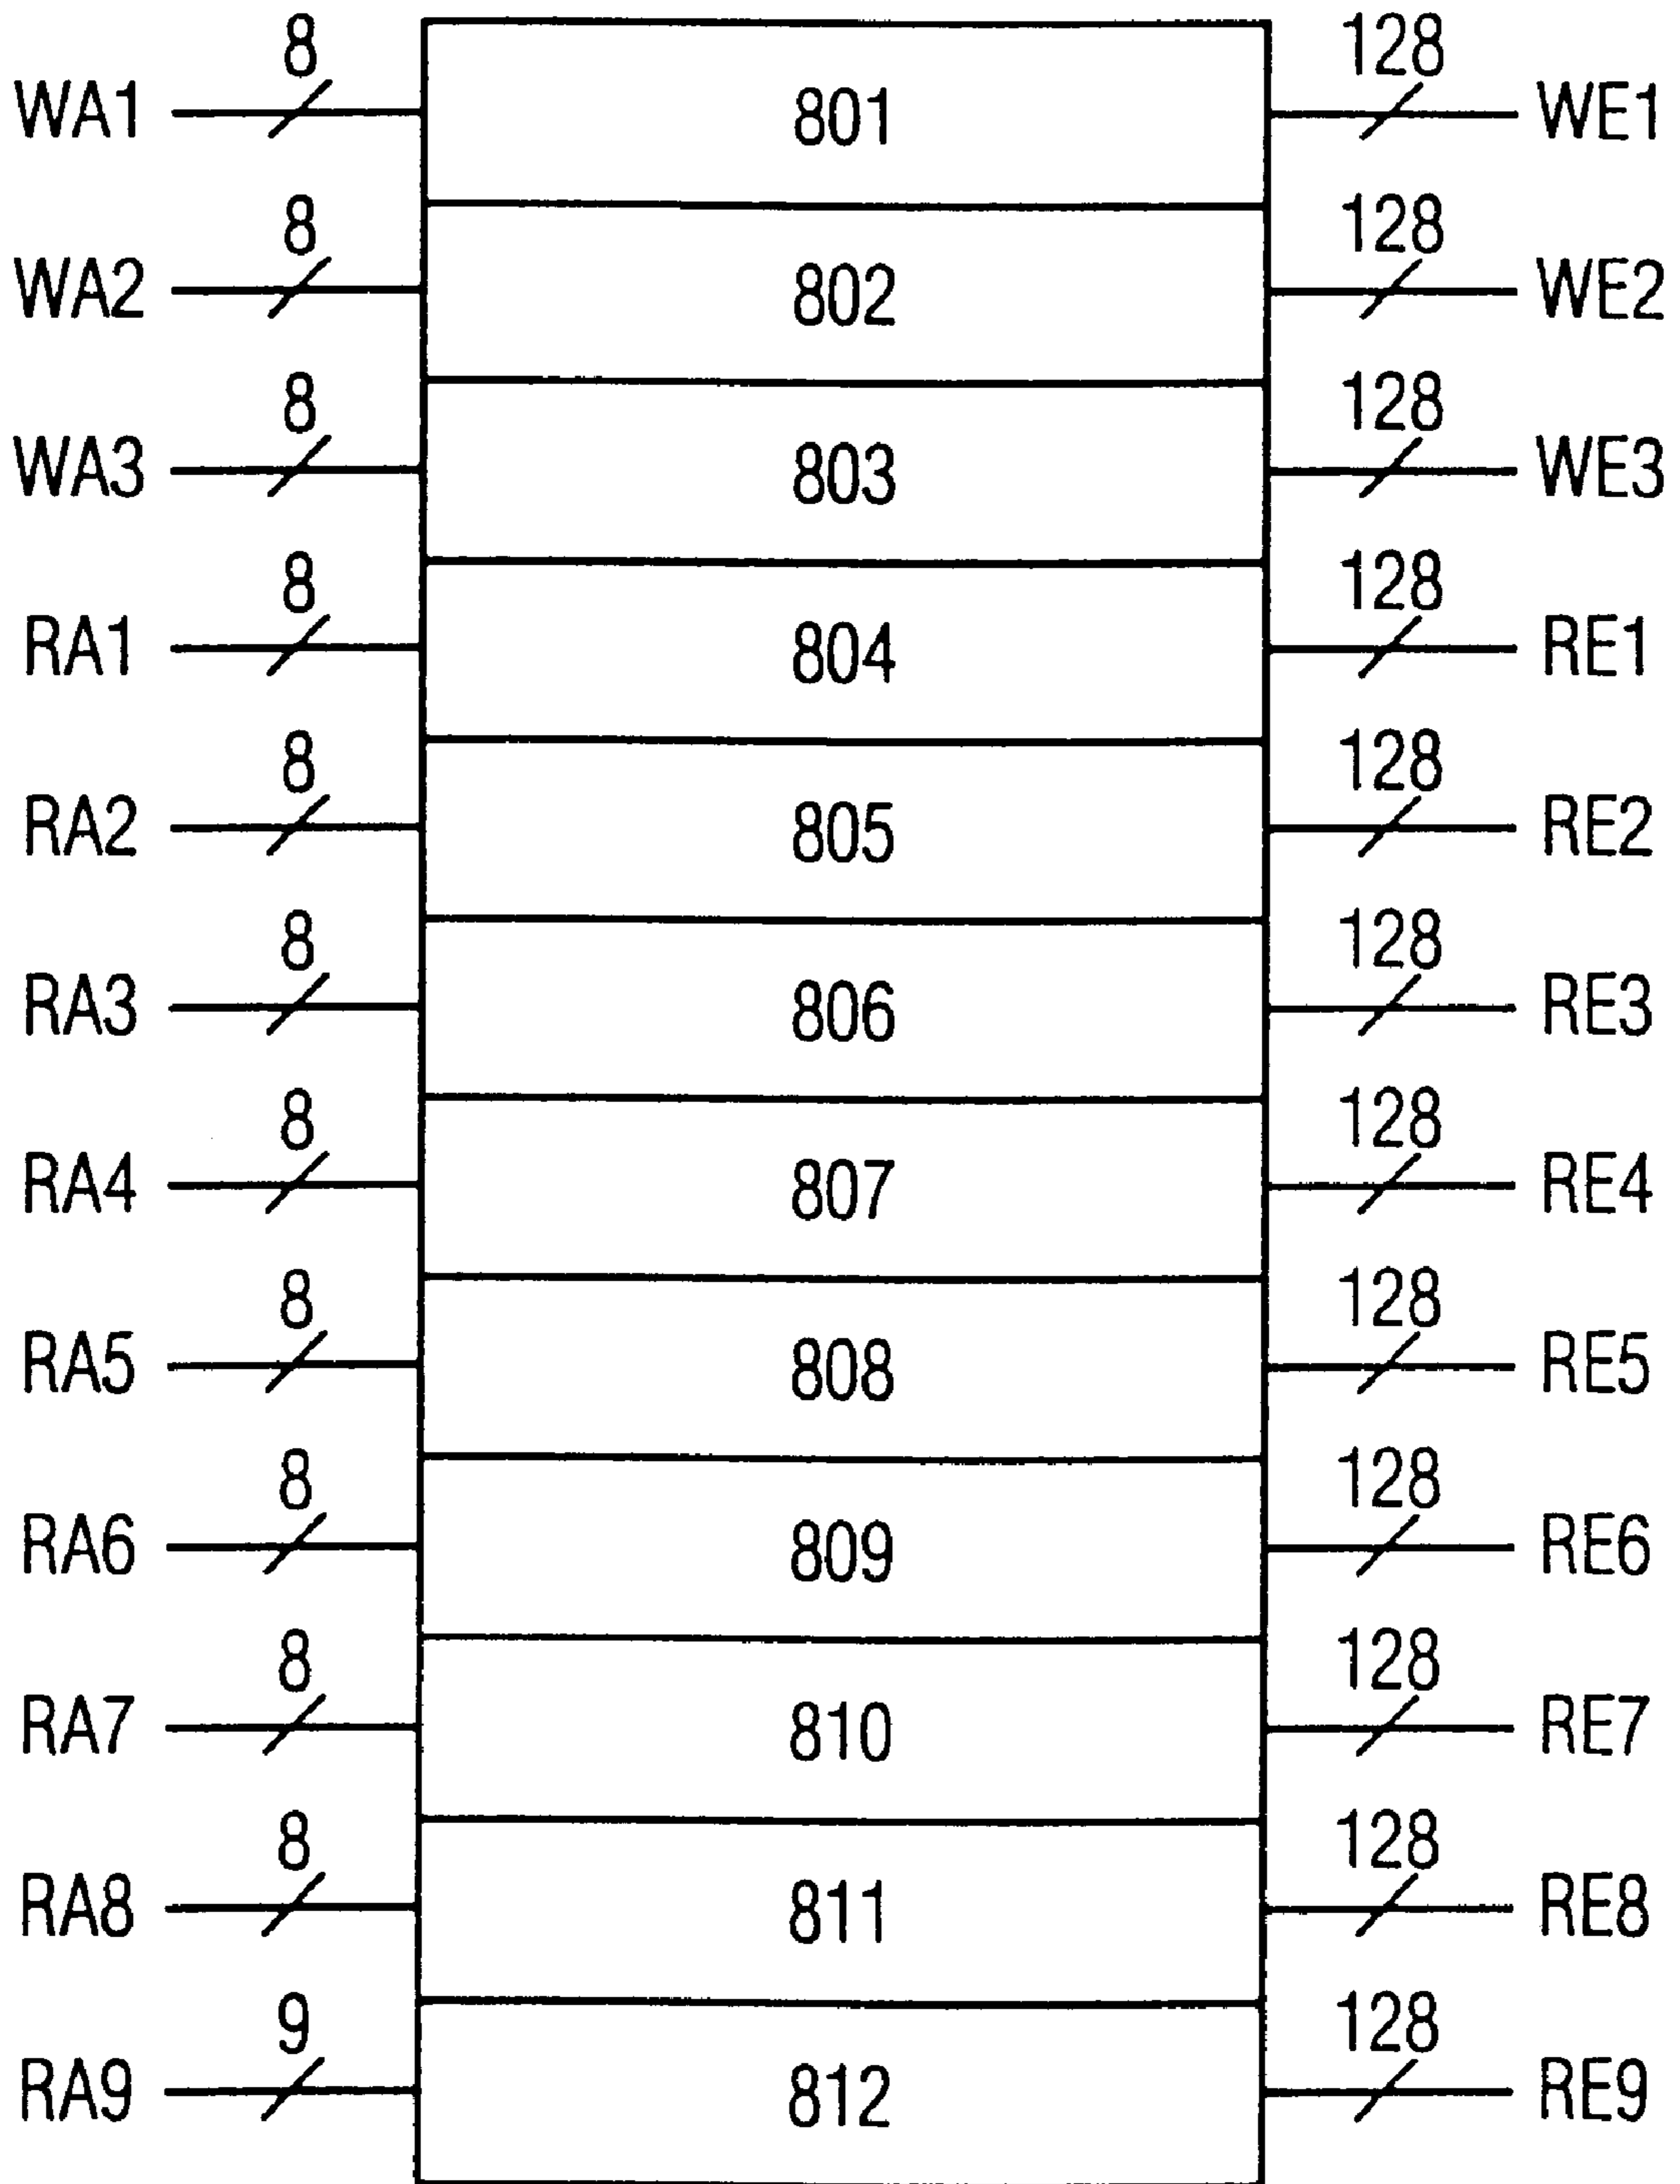 8 128
WA1 801 WE1
8 128
WA2 802 WE2
8 128
WA3 803 WE3
8 128
RA1 804 RE1
8 128
RA2 805 RE2
8 128
RA3 806 RE3
8 128
RA4 807 RE4
8 128
RA5 808 RE5
8 128
RA6 809 RE6
8 128
RA7 810 RE7
8 128
RA8 811 RE8
9 128
RA9 812 RE9